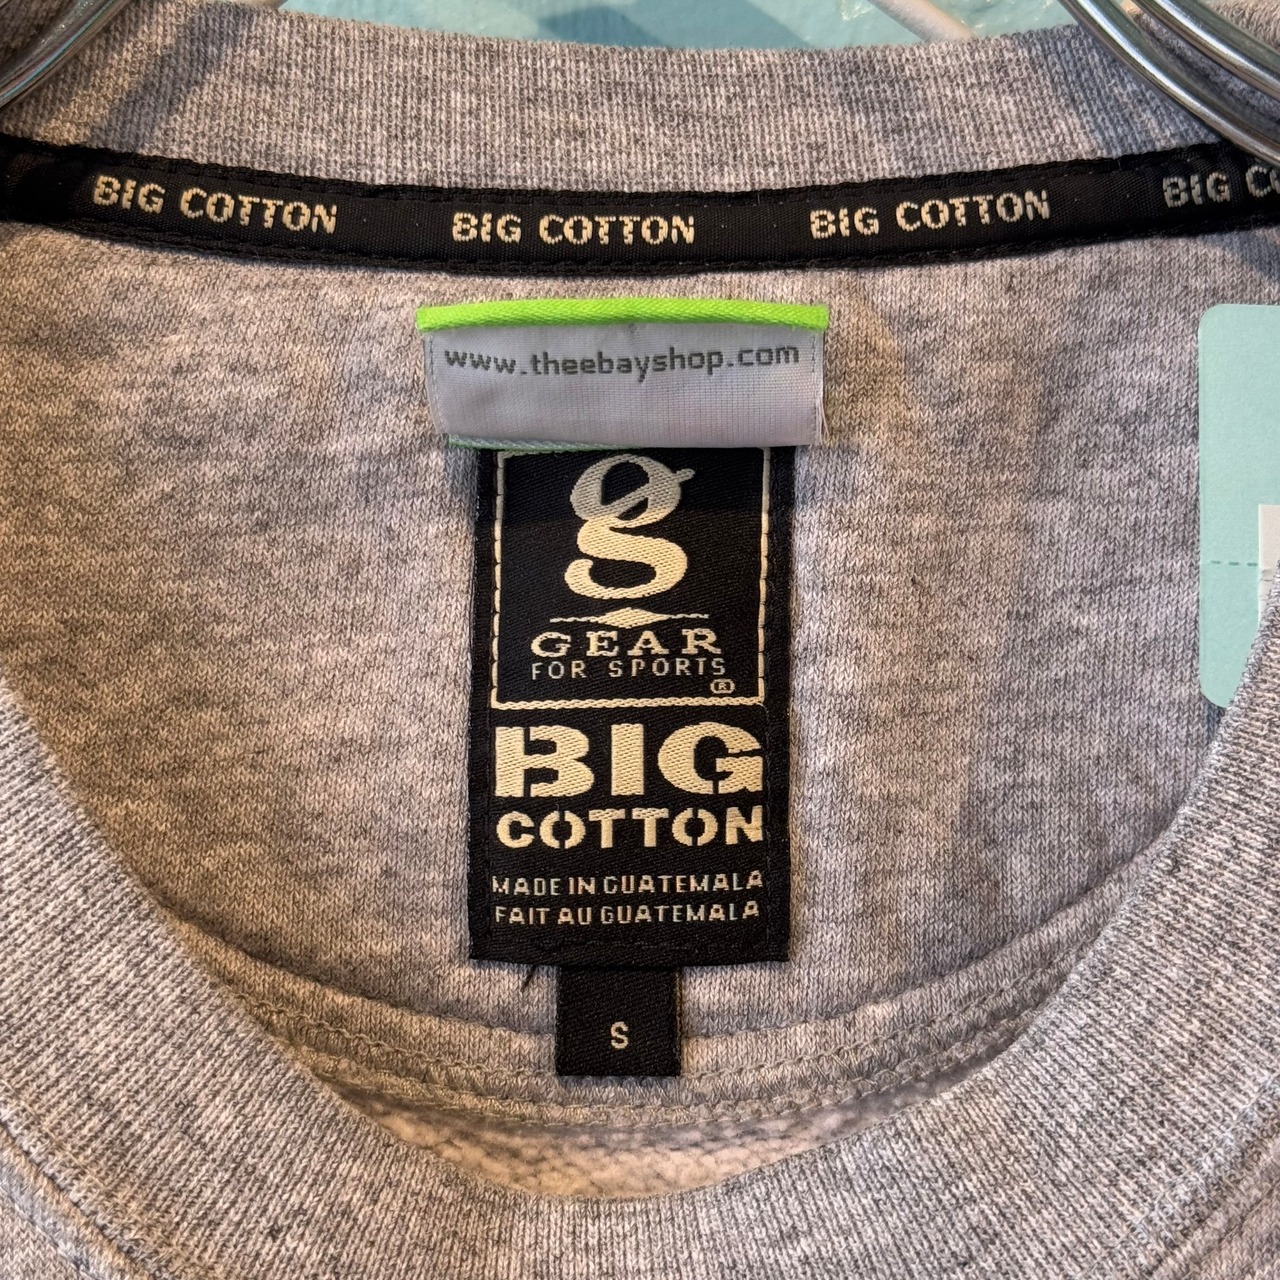 BIG COTTON BIG COTTON BIG COTTON BIG
www.theebayshop.com
gs
GEAR
FOR SPORTS
®
BIG
COTTON
MADE IN GUATEMALA
FAIT AU GUATEMALA
S